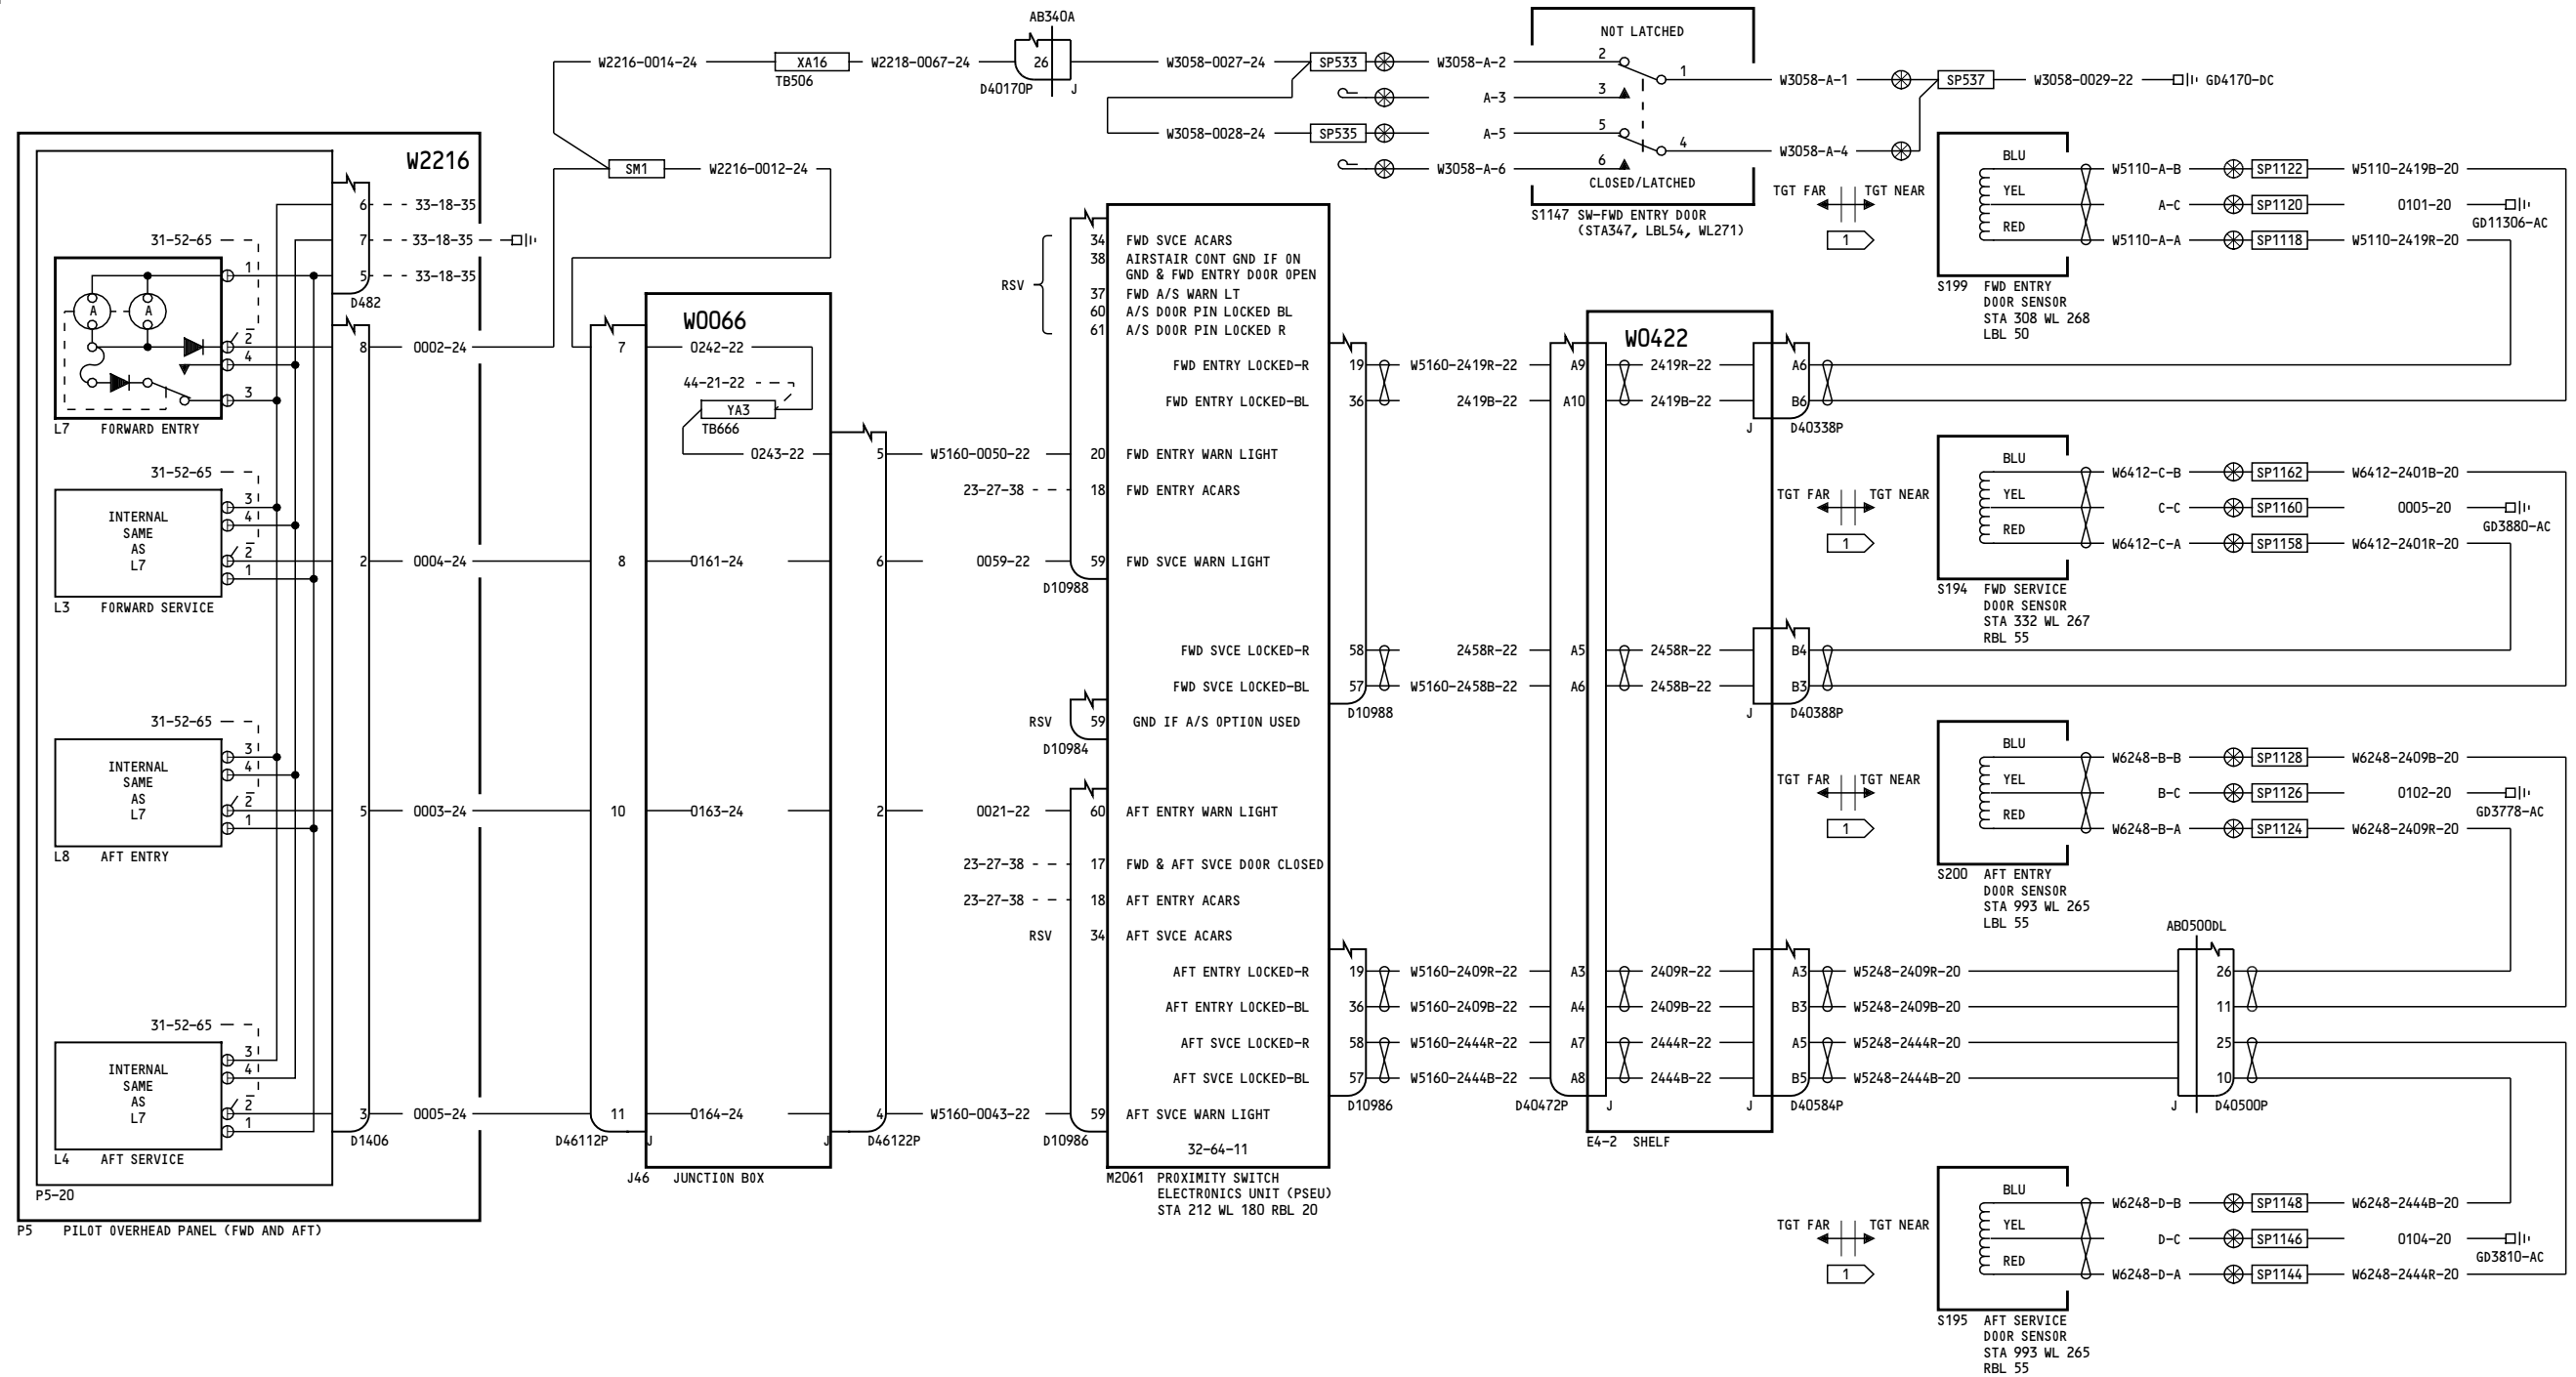 AB340A
W2216-0014-24
XA16
TB506
W2218-0067-24
26
D40170P
J
W3058-0027-24
SP533
W3058-A-2
NOT LATCHED
2
1
W3058-A-1
SP537
W3058-0029-22
GD4170-DC
A-3
3
W3058-0028-24
SP535
A-5
5
4
W3058-A-4
W3058-A-6
6
CLOSED/LATCHED
S1147 SW-FWD ENTRY DOOR
(STA347, LBL54, WL271)
SM1
W2216-0012-24
W2216
6
33-18-35
7
33-18-35
5
33-18-35
D482
31-52-65
1
A
A
2
4
3
L7 FORWARD ENTRY
8
0002-24
31-52-65
INTERNAL
SAME
AS
L7
3
4
2
1
L3 FORWARD SERVICE
2
0004-24
31-52-65
INTERNAL
SAME
AS
L7
3
4
2
1
L8 AFT ENTRY
5
0003-24
31-52-65
INTERNAL
SAME
AS
L7
3
4
2
1
L4 AFT SERVICE
3
0005-24
D1406
P5-20
P5 PILOT OVERHEAD PANEL (FWD AND AFT)
W0066
7
0242-22
44-21-22
YA3
TB666
0243-22
5
W5160-0050-22
8
0161-24
6
0059-22
10
0163-24
2
0021-22
11
0164-24
4
W5160-0043-22
D46112P
J
J
D46122P
J46 JUNCTION BOX
RSV
34 FWD SVCE ACARS
38 AIRSTAIR CONT GND IF ON
GND & FWD ENTRY DOOR OPEN
37 FWD A/S WARN LT
60 A/S DOOR PIN LOCKED BL
61 A/S DOOR PIN LOCKED R
FWD ENTRY LOCKED-R 19
FWD ENTRY LOCKED-BL 36
20 FWD ENTRY WARN LIGHT
23-27-38
18 FWD ENTRY ACARS
59 FWD SVCE WARN LIGHT
D10988
FWD SVCE LOCKED-R 58
FWD SVCE LOCKED-BL 57
D10988
RSV
59 GND IF A/S OPTION USED
D10984
60 AFT ENTRY WARN LIGHT
23-27-38
17 FWD & AFT SVCE DOOR CLOSED
23-27-38
18 AFT ENTRY ACARS
RSV
34 AFT SVCE ACARS
AFT ENTRY LOCKED-R 19
AFT ENTRY LOCKED-BL 36
AFT SVCE LOCKED-R 58
AFT SVCE LOCKED-BL 57
59 AFT SVCE WARN LIGHT
D10986
D10986
32-64-11
M2061 PROXIMITY SWITCH
ELECTRONICS UNIT (PSEU)
STA 212 WL 180 RBL 20
W0422
W5160-2419R-22
A9
2419R-22
A6
2419B-22
A10
2419B-22
B6
J
D40338P
2458R-22
A5
2458R-22
B4
W5160-2458B-22
A6
2458B-22
B3
J
D40388P
W5160-2409R-22
A3
2409R-22
A3
W5248-2409R-20
26
W5160-2409B-22
A4
2409B-22
B3
W5248-2409B-20
11
W5160-2444R-22
A7
2444R-22
A5
W5248-2444R-20
25
W5160-2444B-22
A8
2444B-22
B5
W5248-2444B-20
10
D40472P
J
J
D40584P
AB0500DL
J
D40500P
E4-2 SHELF
TGT FAR
TGT NEAR
1
BLU
YEL
RED
W5110-A-B
SP1122
W5110-2419B-20
A-C
SP1120
0101-20
GD11306-AC
W5110-A-A
SP1118
W5110-2419R-20
S199 FWD ENTRY
DOOR SENSOR
STA 308 WL 268
LBL 50
TGT FAR
TGT NEAR
1
BLU
YEL
RED
W6412-C-B
SP1162
W6412-2401B-20
C-C
SP1160
0005-20
GD3880-AC
W6412-C-A
SP1158
W6412-2401R-20
S194 FWD SERVICE
DOOR SENSOR
STA 332 WL 267
RBL 55
TGT FAR
TGT NEAR
1
BLU
YEL
RED
W6248-B-B
SP1128
W6248-2409B-20
B-C
SP1126
0102-20
GD3778-AC
W6248-B-A
SP1124
W6248-2409R-20
S200 AFT ENTRY
DOOR SENSOR
STA 993 WL 265
LBL 55
TGT FAR
TGT NEAR
1
BLU
YEL
RED
W6248-D-B
SP1148
W6248-2444B-20
D-C
SP1146
0104-20
GD3810-AC
W6248-D-A
SP1144
W6248-2444R-20
S195 AFT SERVICE
DOOR SENSOR
STA 993 WL 265
RBL 55